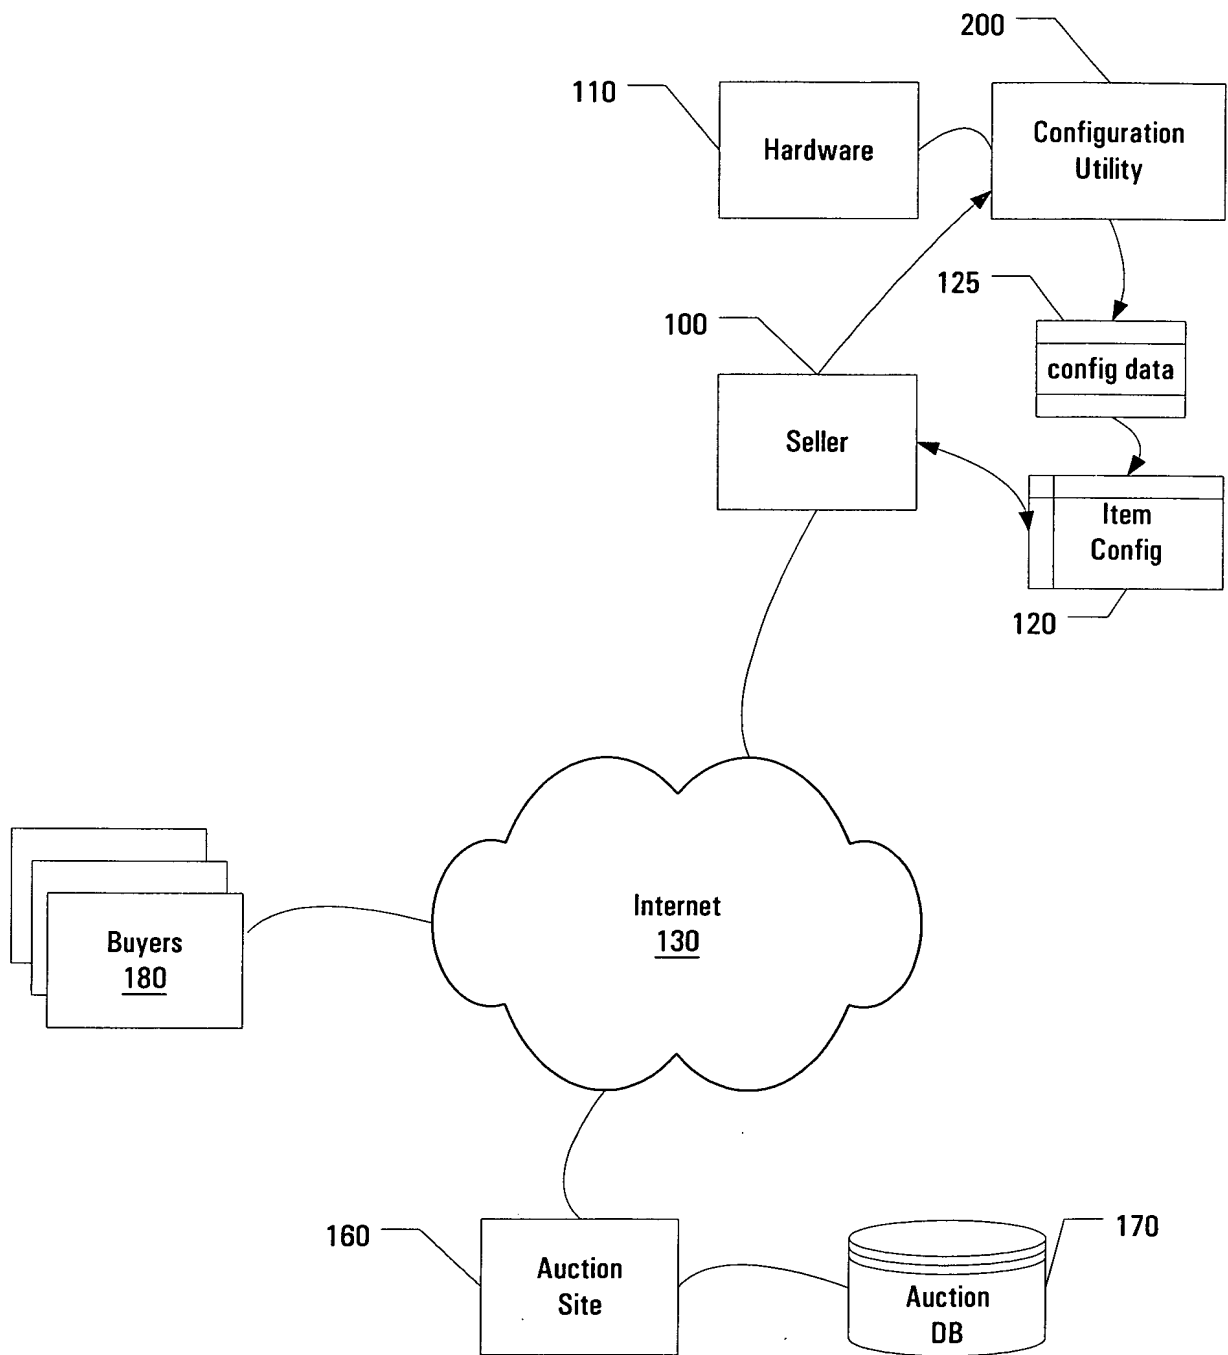 200
110
Hardware
Configuration
Utility
125
100
config data
Seller
Item
Config
120
Internet
130
Buyers
180
160
170
Auction
Site
Auction
DB